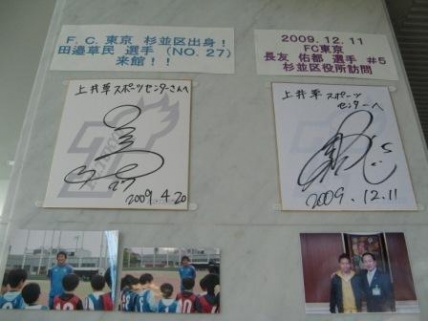 F.C. 東京 杉並区出身！
田邉草民 選手（NO.27）
来館！！
2009.12.11
FC東京
長友 佑都 選手 #5
杉並区役所訪問
上井草スポーツセンターさんへ
27
2009.4.20
上井草 スポーツ
センターへ
5
2009.12.11